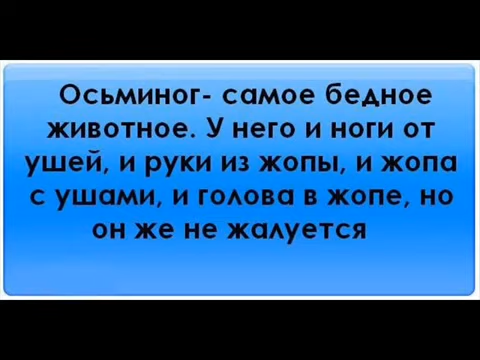 Осьминог- самое бедное
животное. У него и ноги от
ушей, и руки из жопы, и жопа
с ушами, и голова в жопе, но
он же не жалуется